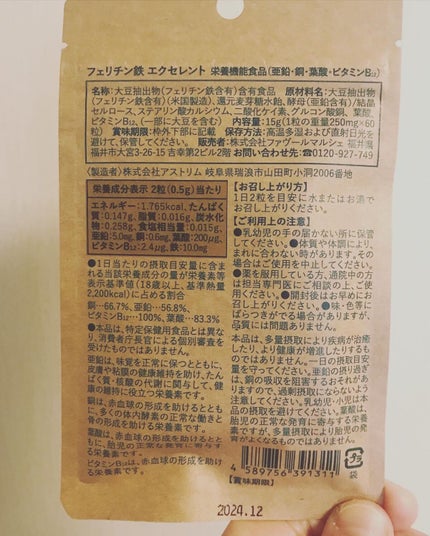 フェリチン鉄 エクセレント 栄養機能食品(亜鉛・銅・葉酸・ビタミンB₁₂)
名称:大豆抽出物(フェリチン鉄含有)含有食品 原材料名:大豆抽出物
(フェリチン鉄含有)(米国製造)、還元麦芽糖水飴、酵母(亜鉛含有)/結晶
セルロース、ステアリン酸カルシウム、二酸化ケイ素、グルコン酸銅、葉酸、
ビタミンB₁₂、(一部に大豆を含む) 内容量:15g(1粒の重量250mg×60
粒) 賞味期限:枠外下部に記載 保存方法:高温多湿および直射日光を
避けて、保管してください。 販売者:株式会社ファヴールマルシェ 福井県
福井市大宮3-26-15 吉幸第2ビル2階 お問い合わせ先:☎0120-927-749
〈製造者〉株式会社アストリム 岐阜県瑞浪市山田町小洞2006番地
栄養成分表示 2粒(0.5g)当たり
エネルギー:1.765kcal、たんぱく
質:0.147g、脂質:0.016g、炭水化
物:0.258g、食塩相当量:0.015g、
亜鉛:5.0mg、銅:0.6mg、葉酸:200μg、
ビタミンB₁₂:2.4μg、鉄:10.0mg
●1日当たりの摂取目安量に含ま
れる当該栄養成分の量が栄養素等
表示基準値(18歳以上、基準熱量
2,200kcal)に占める割合
銅…66.7%、亜鉛…56.8%、
ビタミンB₁₂…100%、葉酸…83.3%
●本品は、特定保健用食品とは異な
り、消費者庁長官による個別審査を
受けたものではありません。
亜鉛は、味覚を正常に保つとともに、
皮膚や粘膜の健康維持を助け、たん
ぱく質・核酸の代謝に関与して、健
康の維持に役立つ栄養素です。
銅は、赤血球の形成を助けるととも
に、多くの体内酵素の正常な働きと
骨の形成を助ける栄養素です。
葉酸は、赤血球の形成を助けるとと
もに、胎児の正常な発育に寄与する
栄養素です。
ビタミンB₁₂は、赤血球の形成を助け
る栄養素です。
【お召し上がり方】
1日2粒を目安に水またはお湯で
お召し上がりください。
【ご利用上の注意】
●乳幼児の手の届かない所に保管
してください。●体質や体調により、
まれに合わない時があります。その
場合はご使用を中止してください。
●薬を服用している方、通院中の方
は担当専門医にご相談の上、ご使
用ください。●開封後はお早めにお
召し上がりください。●味・色等に
ばらつきがでる場合がありますが、
品質には問題ありません。
本品は、多量摂取により疾病が治癒
したり、より健康が増進したりするも
のではありません。一日の摂取目安
量を守ってください。亜鉛の摂り過ぎ
は、銅の吸収を阻害するおそれがあ
りますので、過剰摂取にならないよう
注意してください。乳幼児・小児は本
品の摂取を避けてください。葉酸は、
胎児の正常な発育に寄与する栄養
素ですが、多量摂取により胎児の発
育がよくなるものではありません。
4 589756 391311
袋
【賞味期限】
2024.12